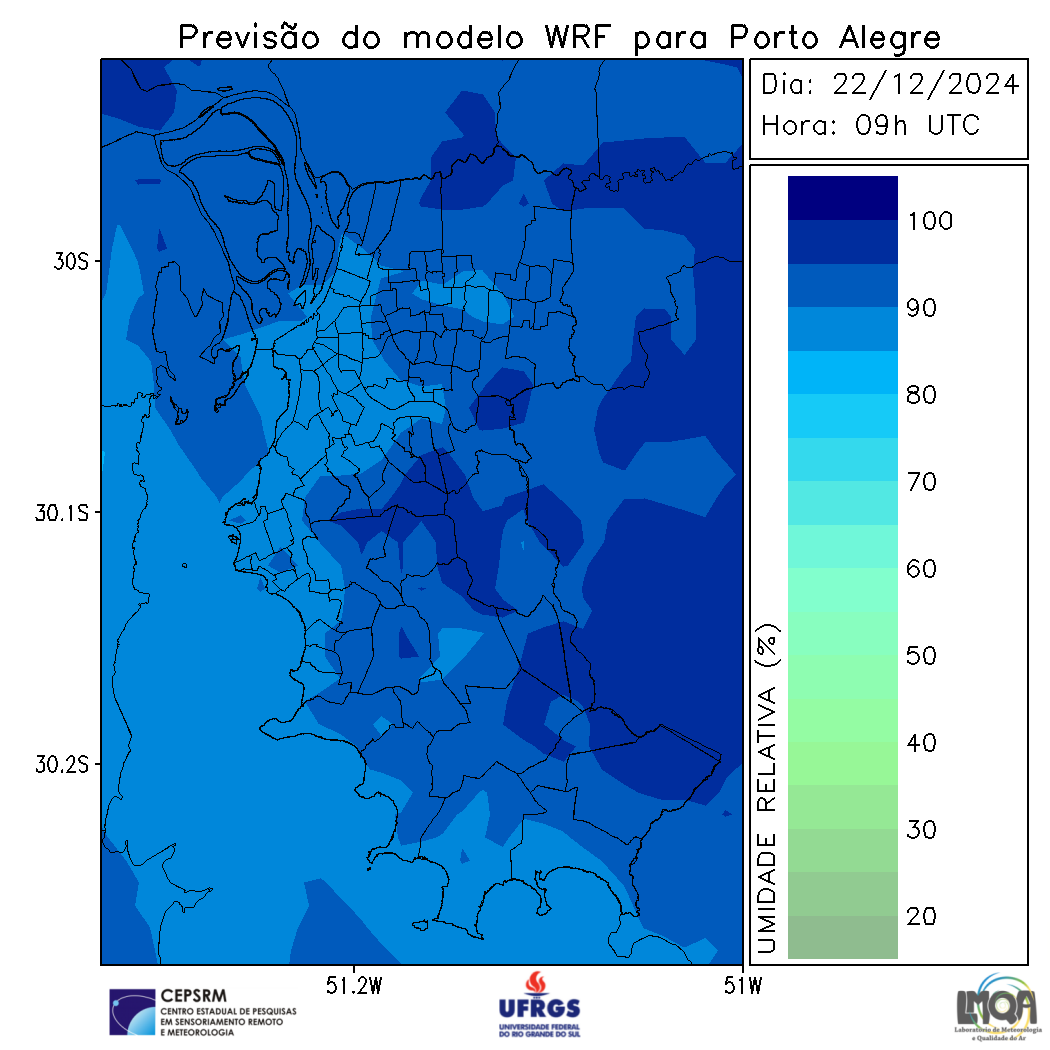 Previsão do modelo WRF para Porto Alegre
Dia: 22/12/2024
Hora: 09h UTC
30S
30.1S
30.2S
51.2W
51W
100
90
80
70
60
50
40
30
20
UMIDADE RELATIVA (%)
CEPSRM
CENTRO ESTADUAL DE PESQUISAS
EM SENSORIAMENTO REMOTO
E METEOROLOGIA
UFRGS
UNIVERSIDADE FEDERAL
DO RIO GRANDE DO SUL
LMQA
Laboratório de Meteorologia
e Qualidade do Ar